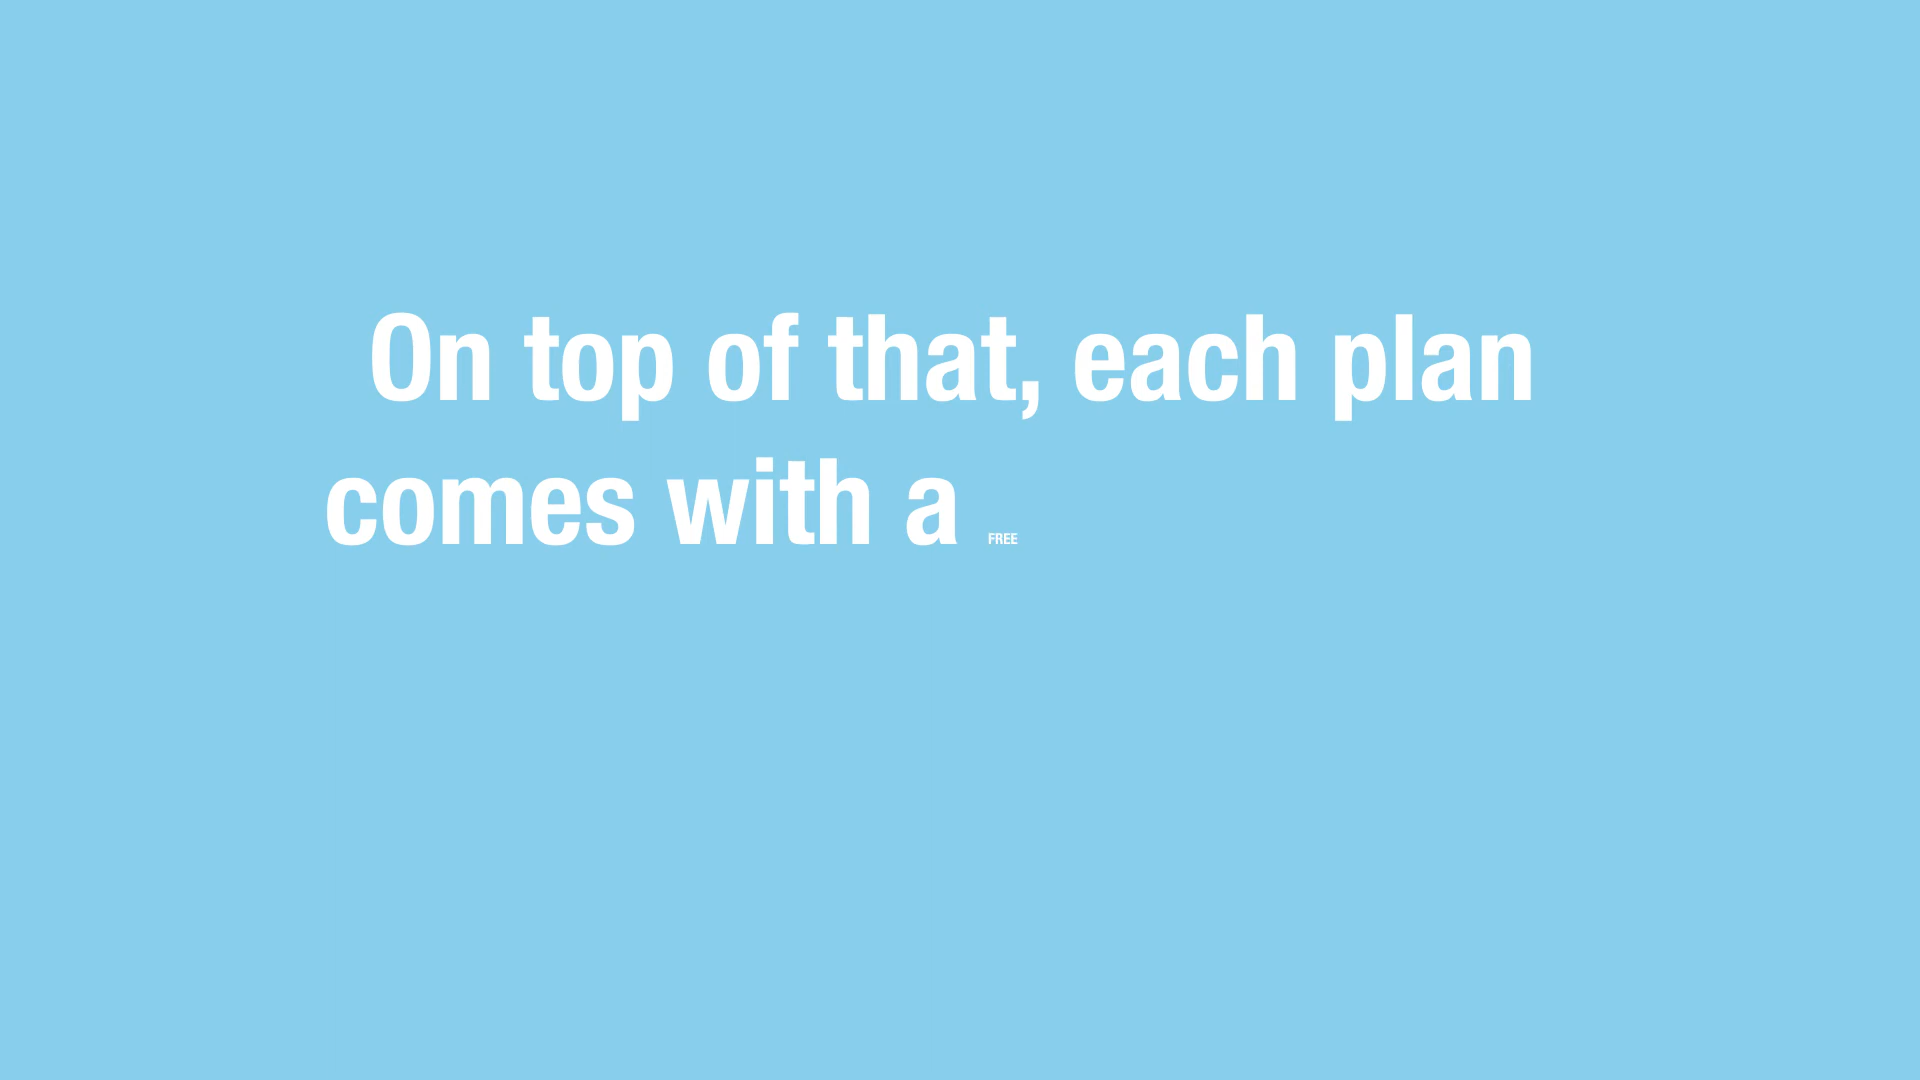 On top of that, each plan
comes with a FREE